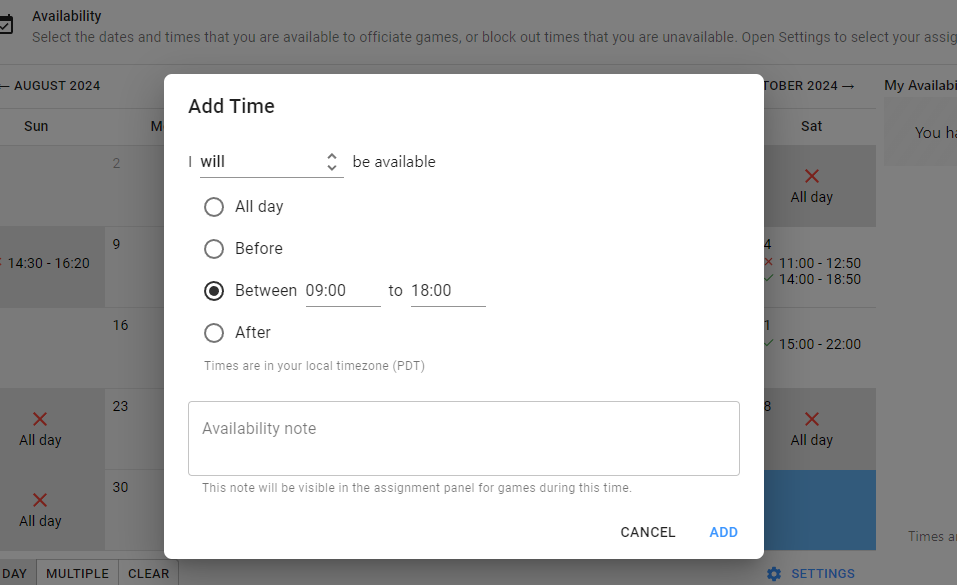 Availability
Select the dates and times that you are available to officiate games, or block out times that you are unavailable. Open Settings to select your assig
← AUGUST 2024
TOBER 2024 →
My Availabi
Sun
M
Sat
You ha
2
All day
Add Time
I will be available
All day
Before
Between 09:00 to 18:00
After
Times are in your local timezone (PDT)
Availability note
This note will be visible in the assignment panel for games during this time.
CANCEL
ADD
14:30 - 16:20
9
4
11:00 - 12:50
14:00 - 18:50
16
1
15:00 - 22:00
All day
23
8
All day
All day
30
Times a
DAY
MULTIPLE
CLEAR
SETTINGS